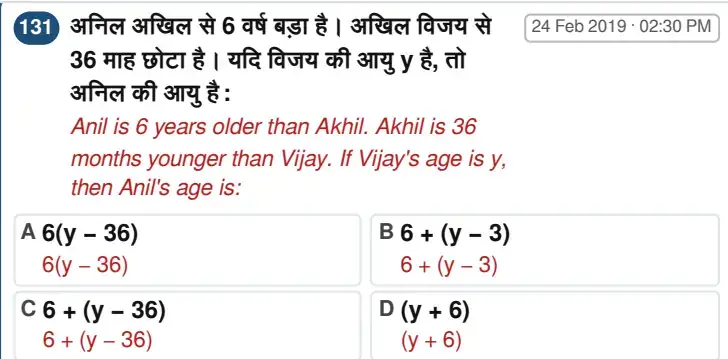 131 अनिल अखिल से 6 वर्ष बड़ा है। अखिल विजय से 24 Feb 2019 · 02:30 PM
36 माह छोटा है। यदि विजय की आयु y है, तो
अनिल की आयु है :
Anil is 6 years older than Akhil. Akhil is 36
months younger than Vijay. If Vijay's age is y,
then Anil's age is:
A 6(y – 36) B 6 + (y – 3)
6(y – 36) 6 + (y – 3)
C 6 + (y – 36) D (y + 6)
6 + (y – 36) (y + 6)